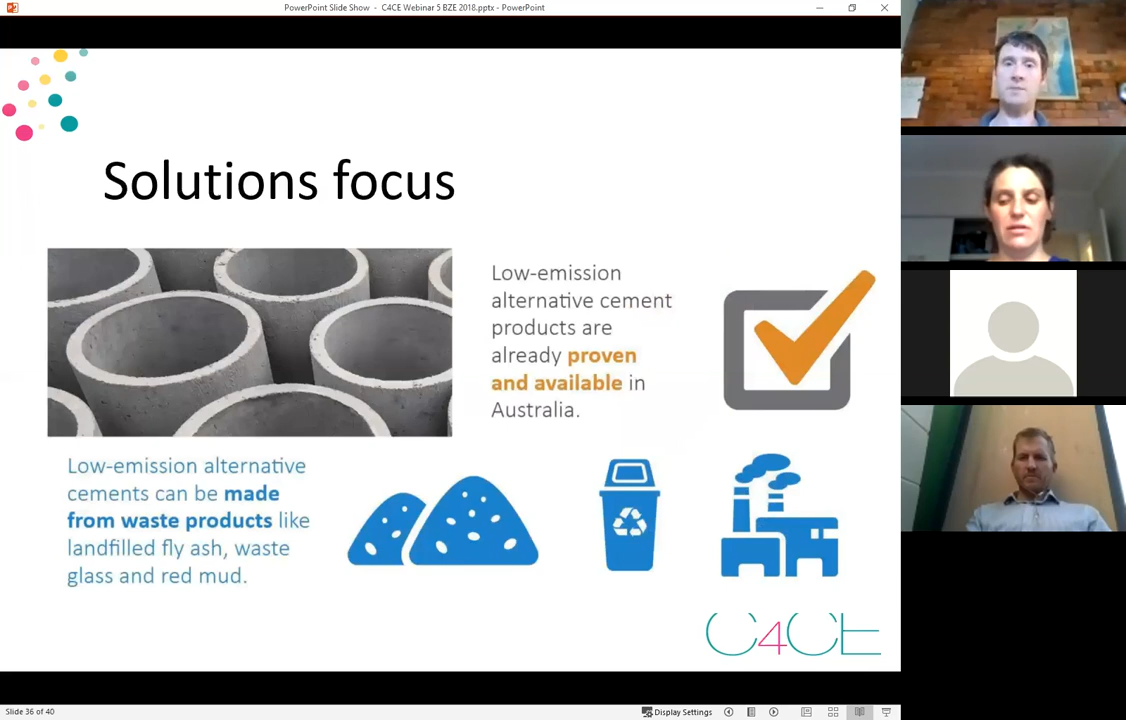 PowerPoint Slide Show - C4CE Webinar 5 BZE 2018.pptx - PowerPoint
Solutions focus
Low-emission
alternative cement
products are
already proven
and available in
Australia.
Low-emission alternative
cements can be made
from waste products like
landfilled fly ash, waste
glass and red mud.
C4CE
Slide 36 of 40
Display Settings